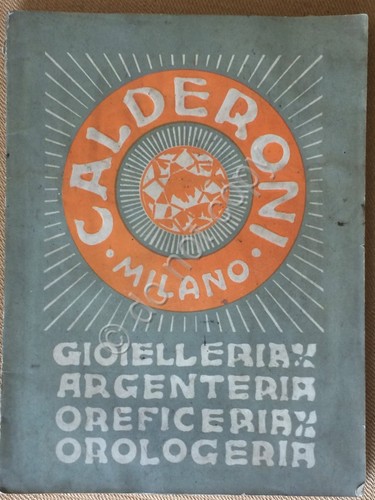 CALDERONI
· MILANO ·
GIOIELLERIA
ARGENTERIA
OREFICERIA
OROLOGERIA